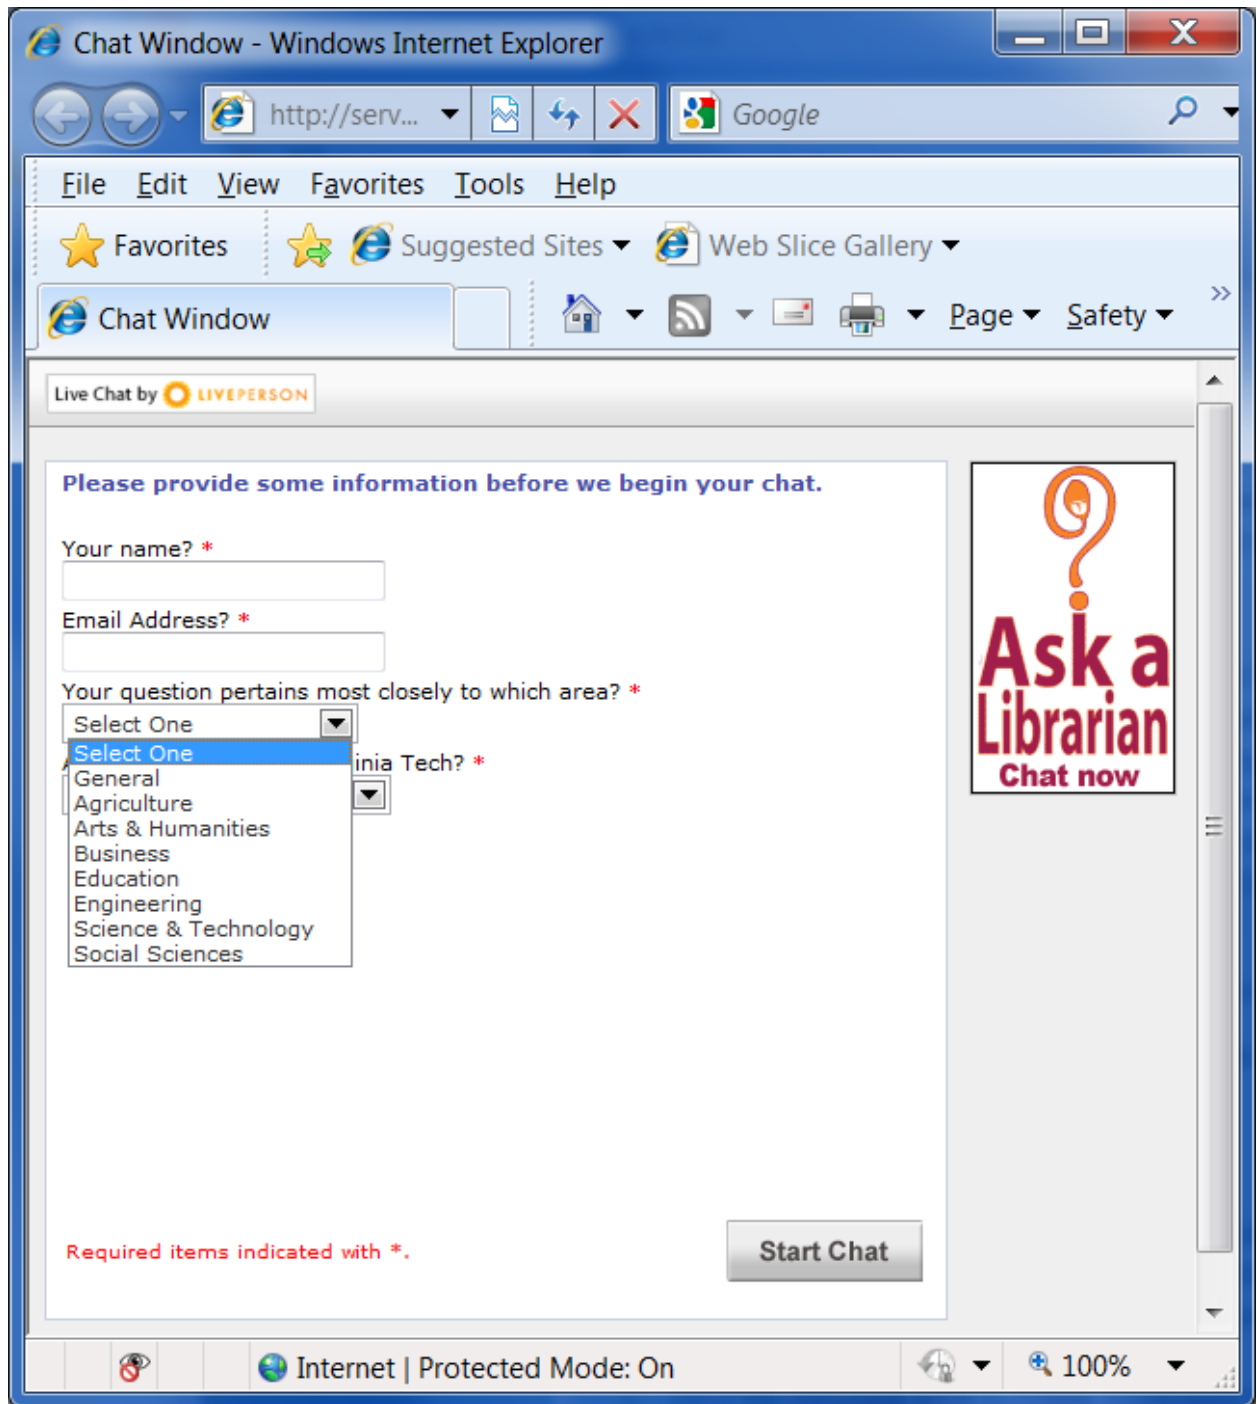 Chat Window - Windows Internet Explorer
http://serv...
Google
File Edit View Favorites Tools Help
Favorites Suggested Sites Web Slice Gallery
Chat Window
Page Safety »
Live Chat by LIVEPERSON
Please provide some information before we begin your chat.
Your name? *
Email Address? *
Your question pertains most closely to which area? *
Select One
Select One
inia Tech? *
General
Agriculture
Arts & Humanities
Business
Education
Engineering
Science & Technology
Social Sciences
Ask a
Librarian
Chat now
Required items indicated with *.
Start Chat
Internet | Protected Mode: On
100%